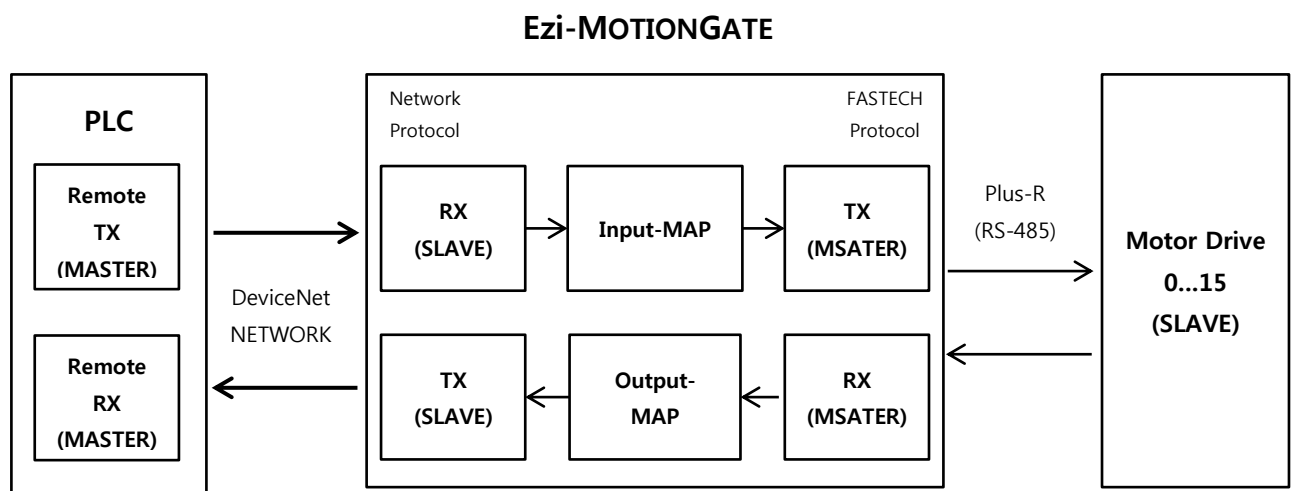 Ezi-MOTIONGATE
PLC
Remote
TX
(MASTER)
Remote
RX
(MASTER)
DeviceNet
NETWORK
Network
Protocol
FASTECH
Protocol
RX
(SLAVE)
Input-MAP
TX
(MSATER)
TX
(SLAVE)
Output-
MAP
RX
(MSATER)
Plus-R
(RS-485)
Motor Drive
0...15
(SLAVE)